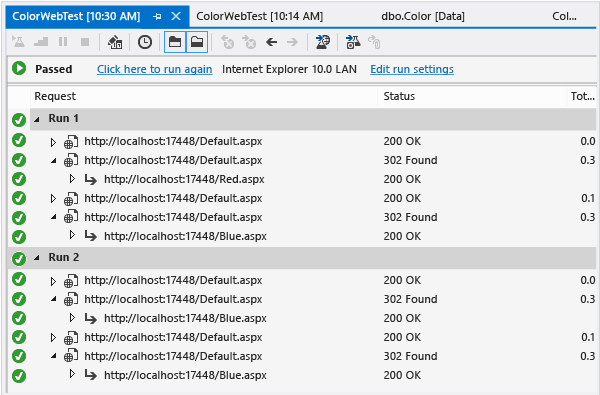 ColorWebTest [10:30 AM] ColorWebTest [10:14 AM] dbo.Color [Data] Col...
Passed Click here to run again Internet Explorer 10.0 LAN Edit run settings
Request Status Tot...
Run 1
http://localhost:17448/Default.aspx 200 OK 0.0
http://localhost:17448/Default.aspx 302 Found 0.3
http://localhost:17448/Red.aspx 200 OK
http://localhost:17448/Default.aspx 200 OK 0.1
http://localhost:17448/Default.aspx 302 Found 0.3
http://localhost:17448/Blue.aspx 200 OK
Run 2
http://localhost:17448/Default.aspx 200 OK 0.0
http://localhost:17448/Default.aspx 302 Found 0.3
http://localhost:17448/Blue.aspx 200 OK
http://localhost:17448/Default.aspx 200 OK 0.1
http://localhost:17448/Default.aspx 302 Found 0.3
http://localhost:17448/Blue.aspx 200 OK